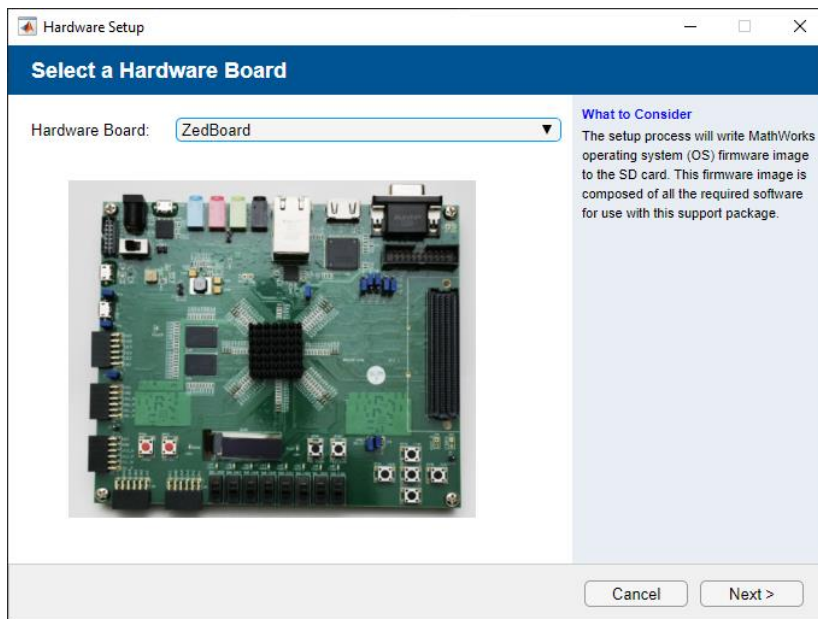 Hardware Setup
Select a Hardware Board
Hardware Board:
ZedBoard
What to Consider
The setup process will write MathWorks
operating system (OS) firmware image
to the SD card. This firmware image is
composed of all the required software
for use with this support package.
Cancel
Next >